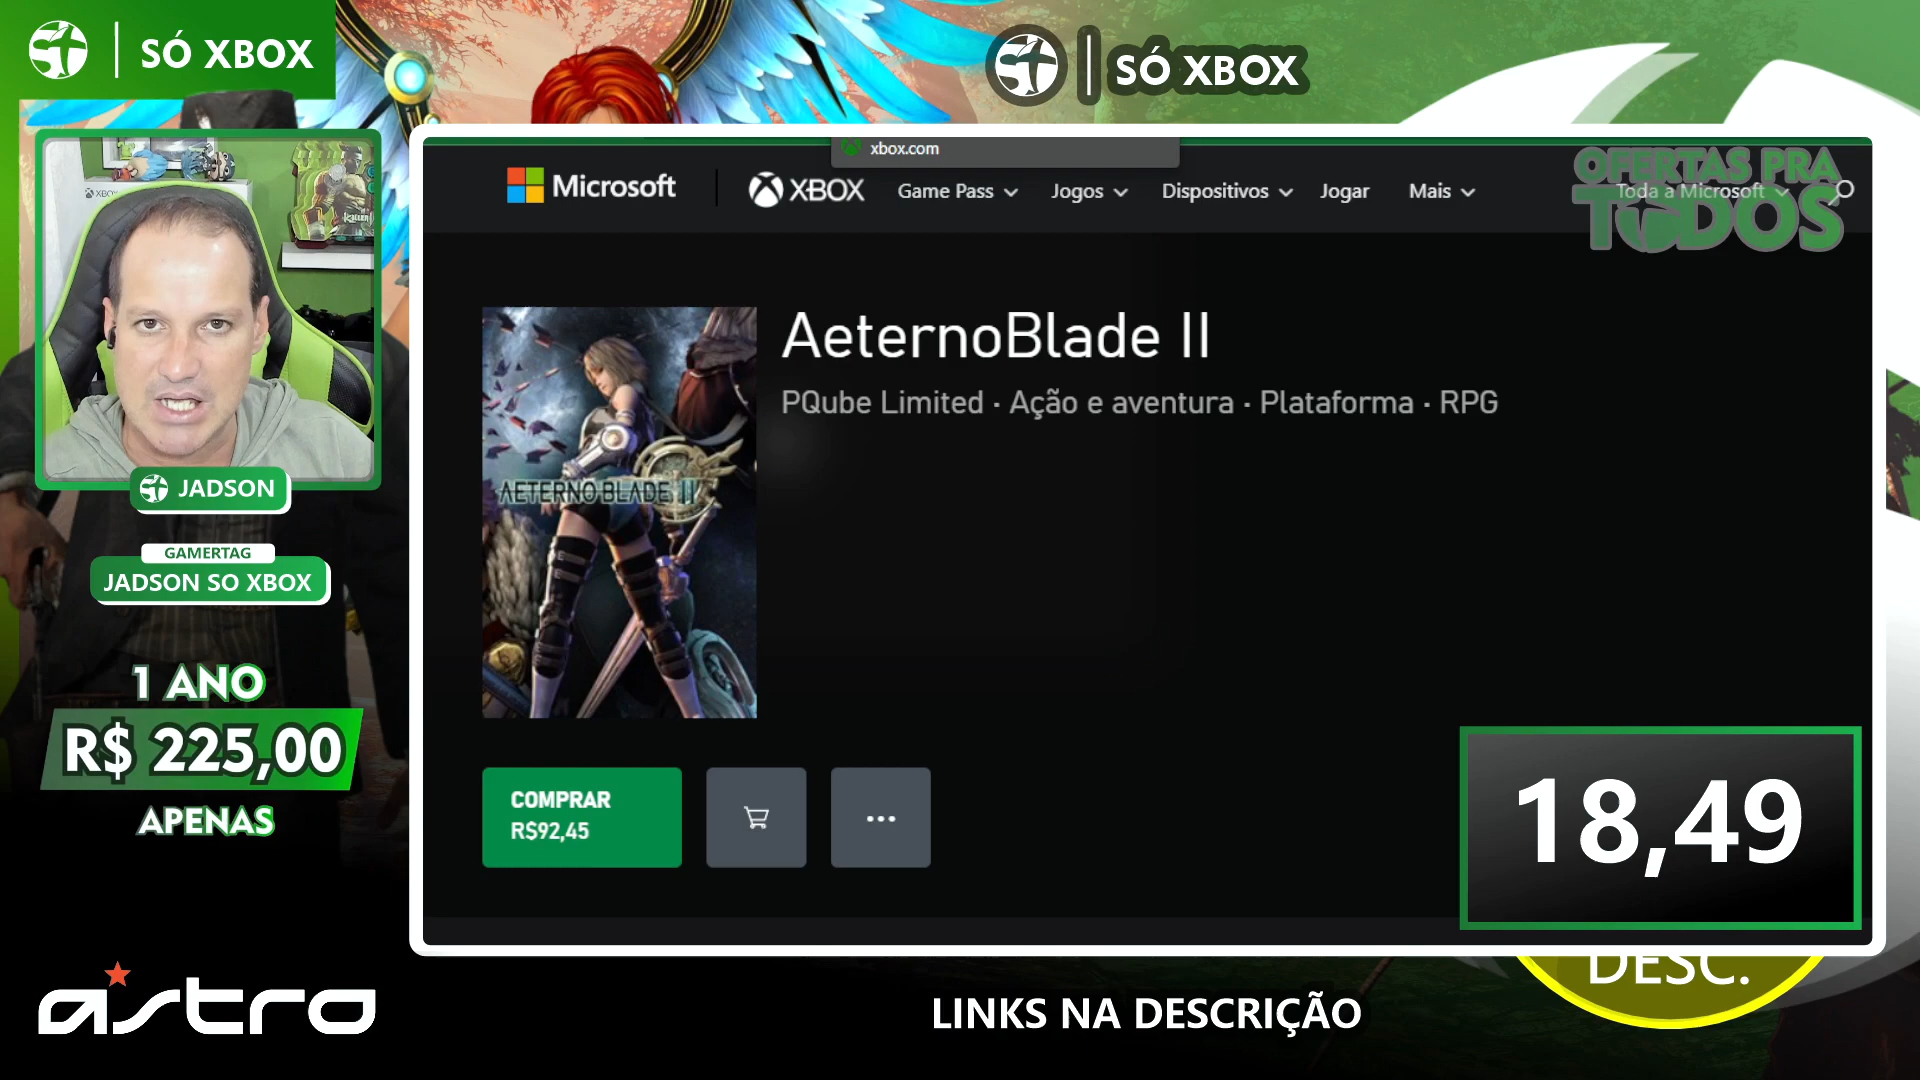 SÓ XBOX
SÓ XBOX
xbox.com
Microsoft
XBOX
Game Pass
Jogos
Dispositivos
Jogar
Mais
Toda a Microsoft
OFERTAS PRA
TODOS
XBOX
AeternoBlade II
PQube Limited · Ação e aventura · Plataforma · RPG
AETERNOBLADE II
JADSON
GAMERTAG
JADSON SO XBOX
1 ANO
R$ 225,00
APENAS
COMPRAR
R$92,45
18,49
DESC.
astro
LINKS NA DESCRIÇÃO